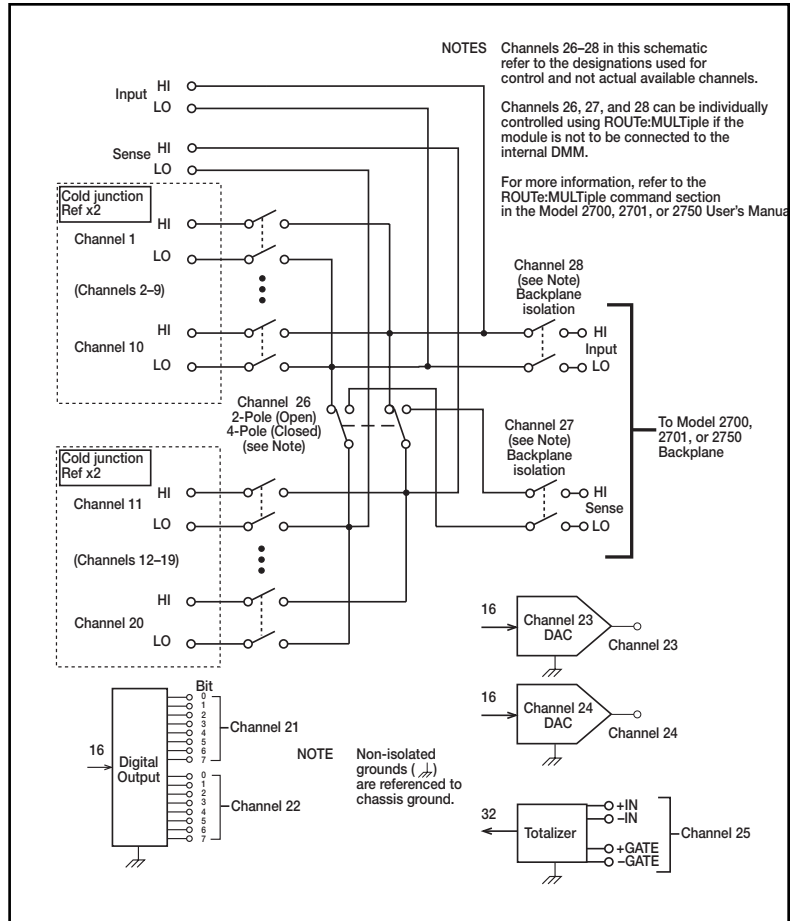 NOTES Channels 26–28 in this schematic
refer to the designations used for
control and not actual available channels.
Channels 26, 27, and 28 can be individually
controlled using ROUTe:MULTiple if the
module is not to be connected to the
internal DMM.
For more information, refer to the
ROUTe:MULTiple command section
in the Model 2700, 2701, or 2750 User's Manua
Input HI
LO
Sense HI
LO
Cold junction
Ref x2
Channel 1 HI
LO
(Channels 2–9)
Channel 10 HI
LO
Channel 28
(see Note)
Backplane
isolation
HI
Input
LO
Channel 26
2-Pole (Open)
4-Pole (Closed)
(see Note)
Channel 27
(see Note)
Backplane
isolation
HI
Sense
LO
To Model 2700,
2701, or 2750
Backplane
Cold junction
Ref x2
Channel 11 HI
LO
(Channels 12–19)
Channel 20 HI
LO
16
Channel 23
DAC
Channel 23
16
Channel 24
DAC
Channel 24
Bit
0
1
2
3
4
5
6
7
Channel 21
16
Digital
Output
0
1
2
3
4
5
6
7
Channel 22
NOTE Non-isolated
grounds ( )
are referenced to
chassis ground.
32
Totalizer
+IN
–IN
+GATE
–GATE
Channel 25